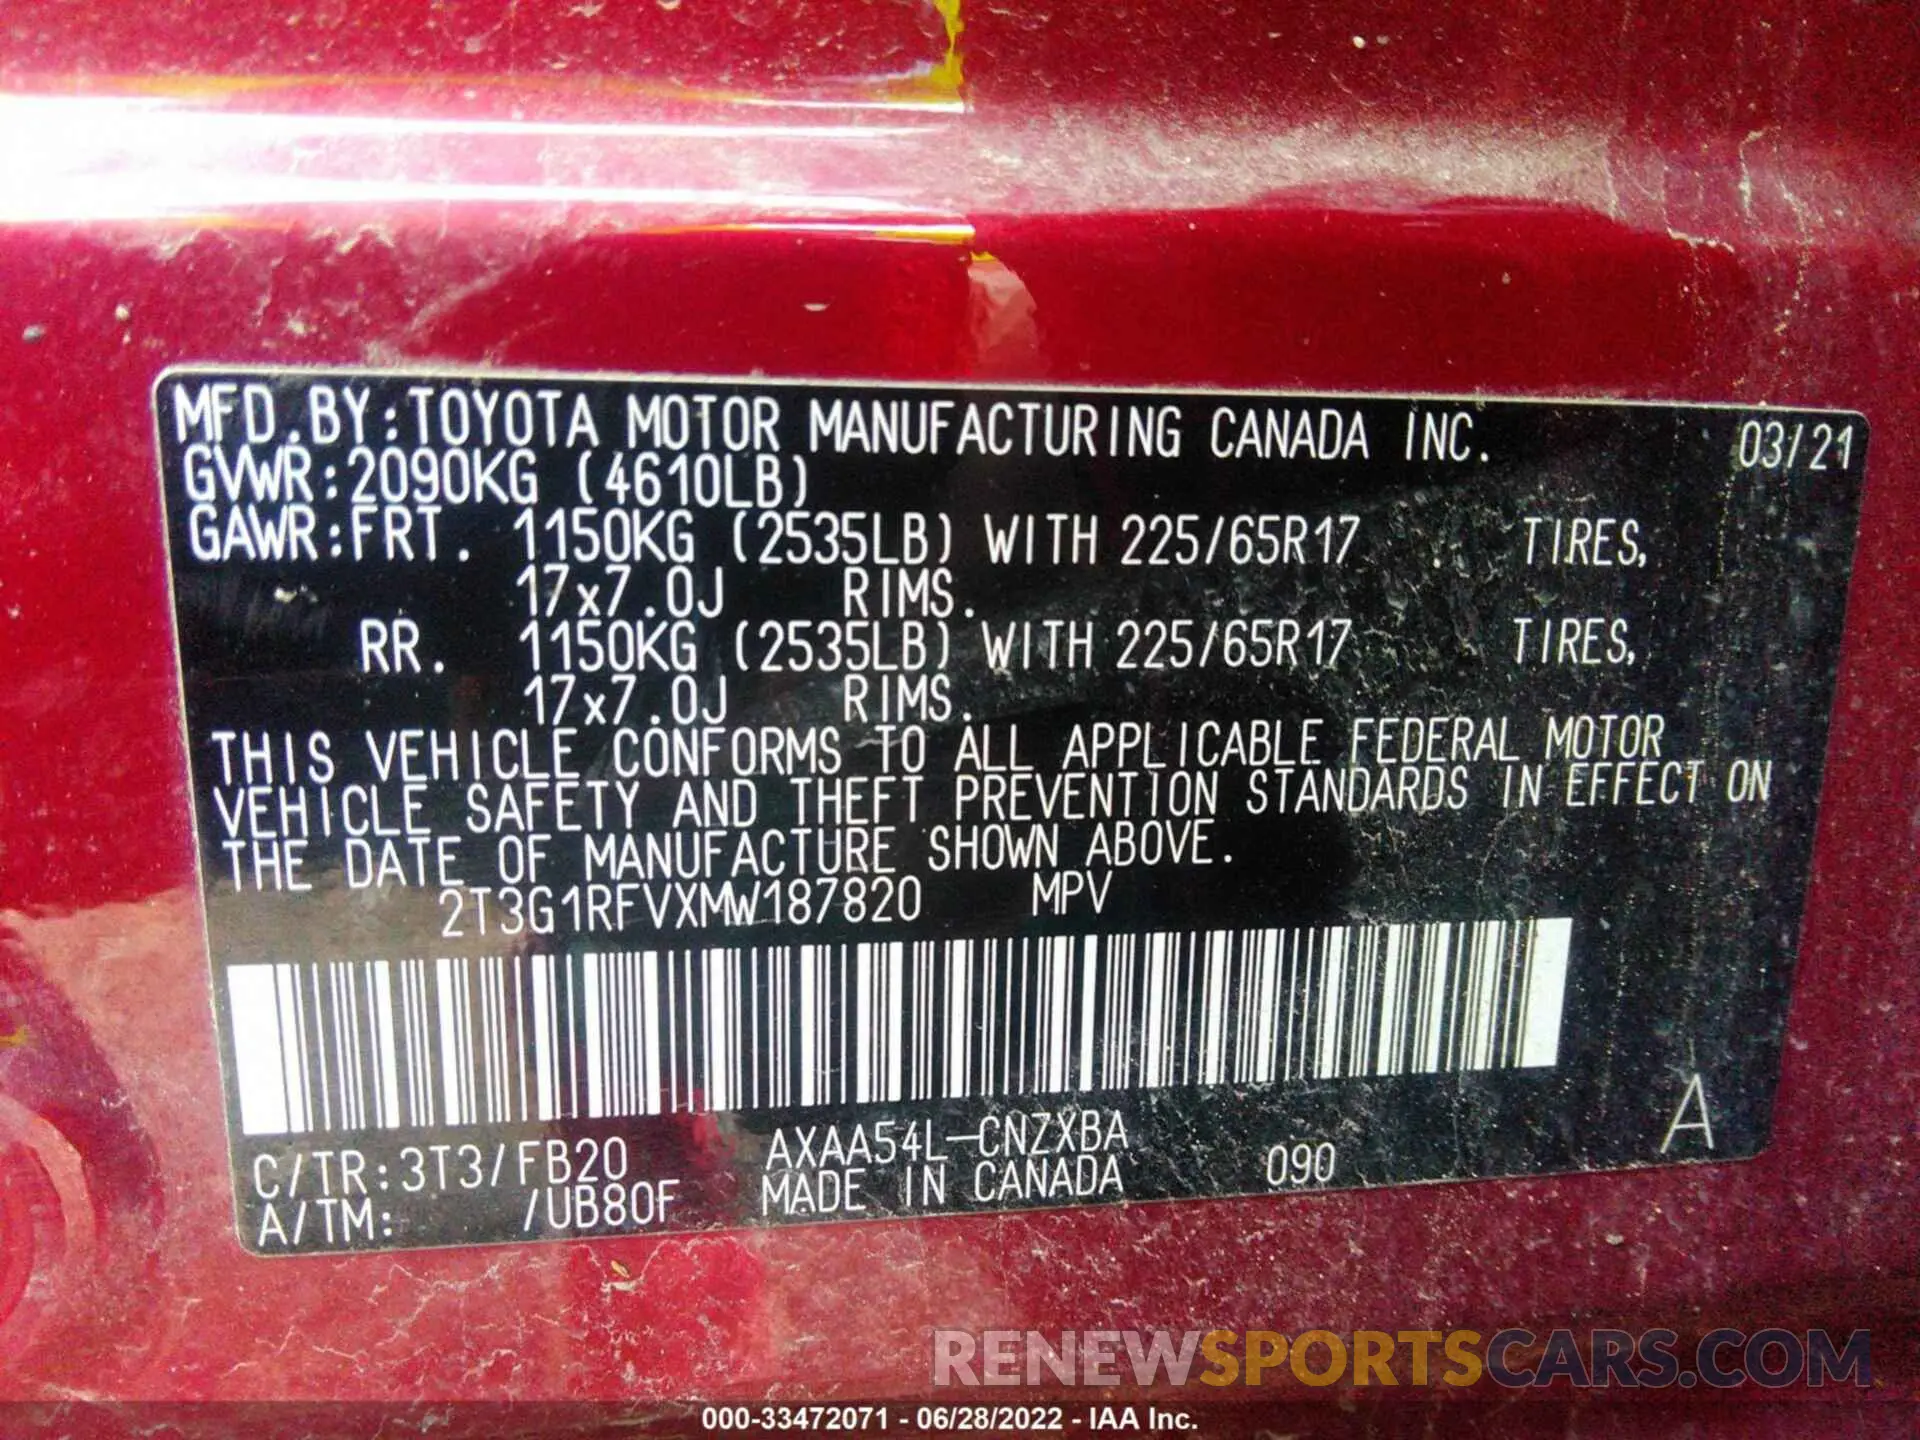 MFD.BY:TOYOTA MOTOR MANUFACTURING CANADA INC. 03/21
GVWR:2090KG (4610LB)
GAWR:FRT. 1150KG (2535LB) WITH 225/65R17 TIRES,
17x7.0J RIMS.
RR. 1150KG (2535LB) WITH 225/65R17 TIRES,
17x7.0J RIMS.
THIS VEHICLE CONFORMS TO ALL APPLICABLE FEDERAL MOTOR
VEHICLE SAFETY AND THEFT PREVENTION STANDARDS IN EFFECT ON
THE DATE OF MANUFACTURE SHOWN ABOVE.
2T3G1RFVXMW187820 MPV
C/TR:3T3/FB20 AXAA54L-CNZXBA A
A/TM: /UB80F MADE IN CANADA 090
RENEWSPORTSCARS.COM
000-33472071 - 06/28/2022 - IAA Inc.